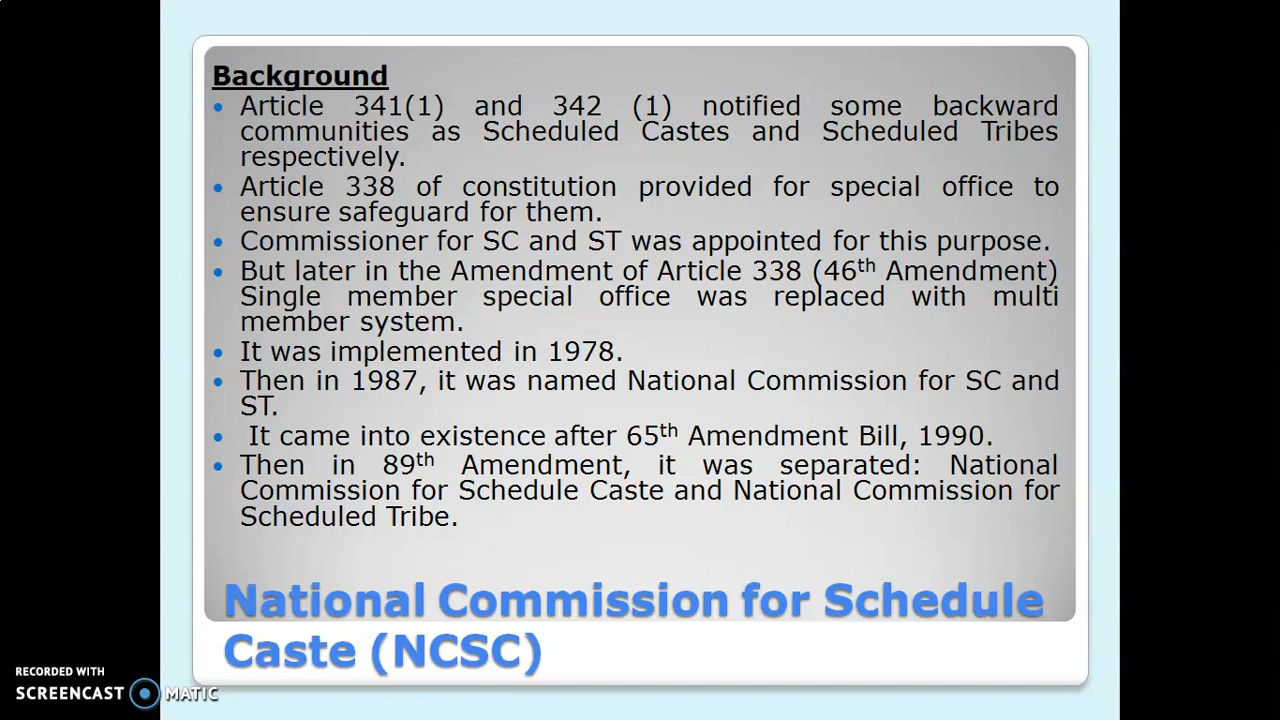 Background
• Article 341(1) and 342 (1) notified some backward
communities as Scheduled Castes and Scheduled Tribes
respectively.
• Article 338 of constitution provided for special office to
ensure safeguard for them.
• Commissioner for SC and ST was appointed for this purpose.
• But later in the Amendment of Article 338 (46th Amendment)
Single member special office was replaced with multi
member system.
• It was implemented in 1978.
• Then in 1987, it was named National Commission for SC and
ST.
• It came into existence after 65th Amendment Bill, 1990.
• Then in 89th Amendment, it was separated: National
Commission for Schedule Caste and National Commission for
Scheduled Tribe.
National Commission for Schedule
Caste (NCSC)
RECORDED WITH
SCREENCAST MATIC